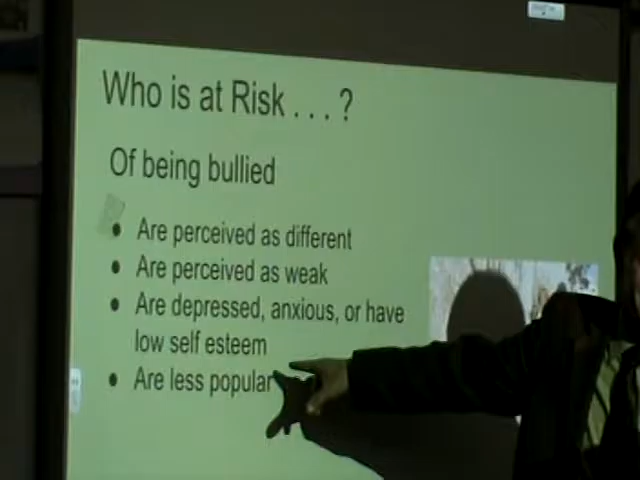 Who is at Risk . . . ?
Of being bullied
• Are perceived as different
• Are perceived as weak
• Are depressed, anxious, or have
low self esteem
• Are less popular